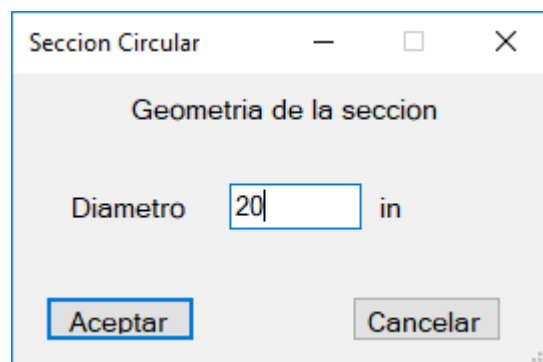 Seccion Circular
Geometria de la seccion
Diametro 20 in
Aceptar Cancelar